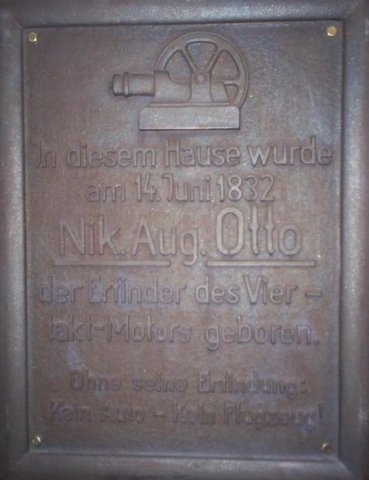 In diesem Hause wurde
am 14. Juni 1832
Nik. Aug. Otto
der Erfinder des Vier-
takt-Motors geboren.
Ohne seine Erfindung:
Kein Auto - Kein Flugzeug!